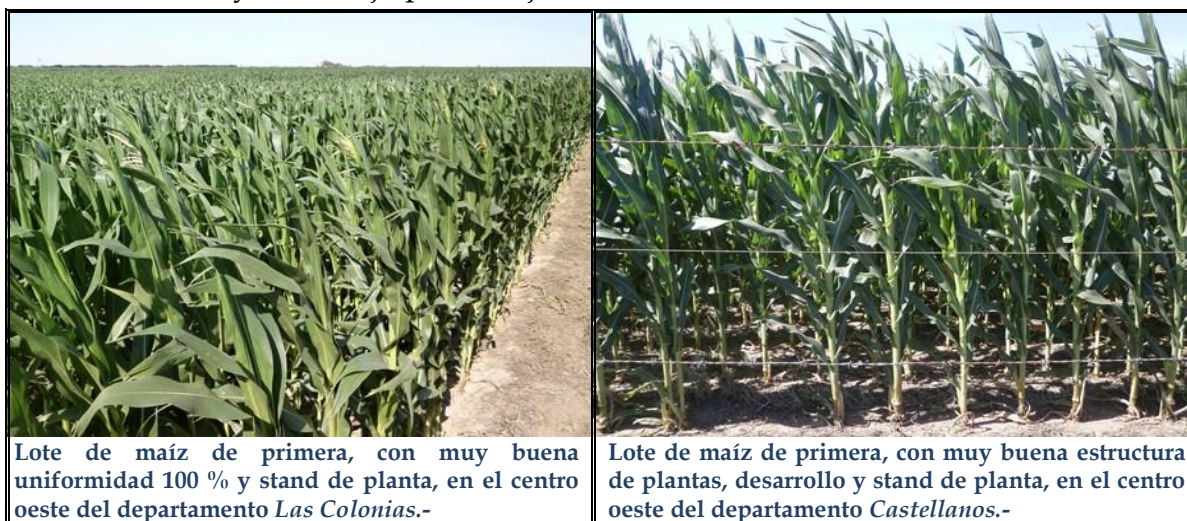 Lote de maíz de primera, con muy buena
uniformidad 100 % y stand de planta, en el centro
oeste del departamento Las Colonias.-
Lote de maíz de primera, con muy buena estructura
de plantas, desarrollo y stand de planta, en el centro
oeste del departamento Castellanos.-